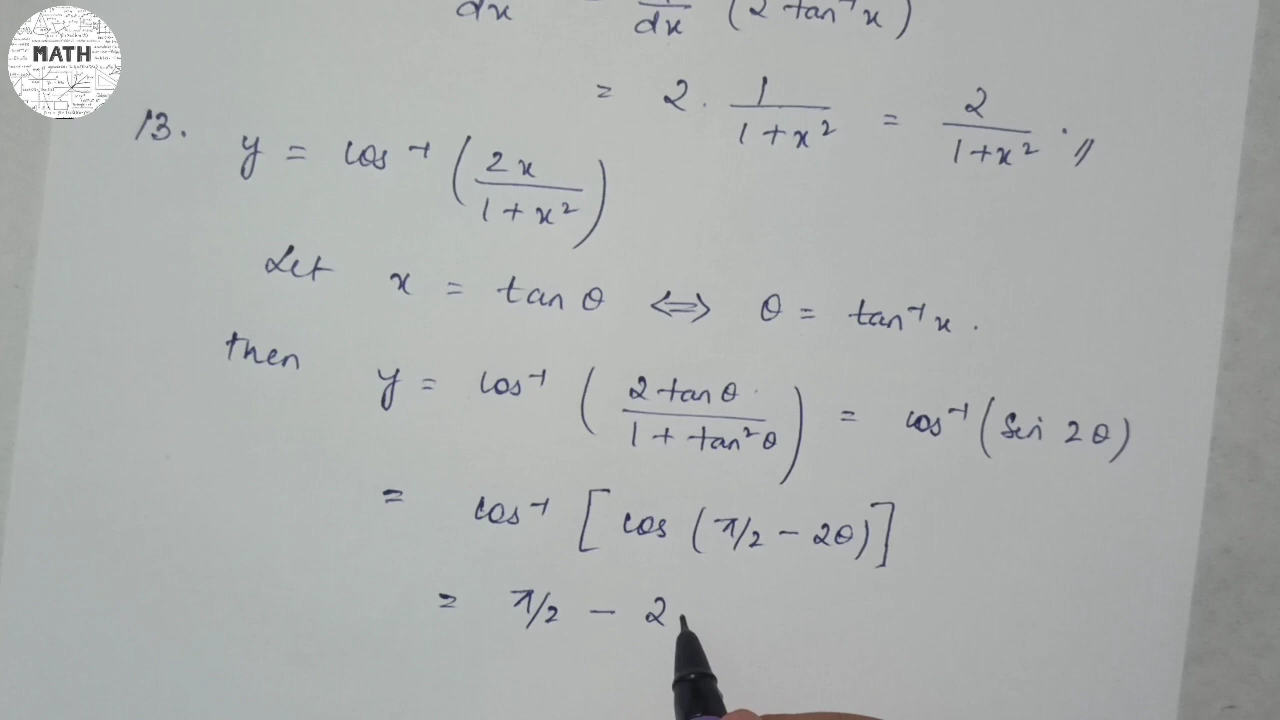 MATH
dx dx (2 tan⁻¹x)
= 2 · 1/(1+x²) = 2/(1+x²) · //
13. y = cos⁻¹(2x/(1+x²))
Let x = tan θ ⇔ θ = tan⁻¹x.
then y = cos⁻¹(2 tan θ/(1 + tan²θ)) = cos⁻¹(Sin 2θ)
= cos⁻¹[cos (π/2 − 2θ)]
= π/2 − 2